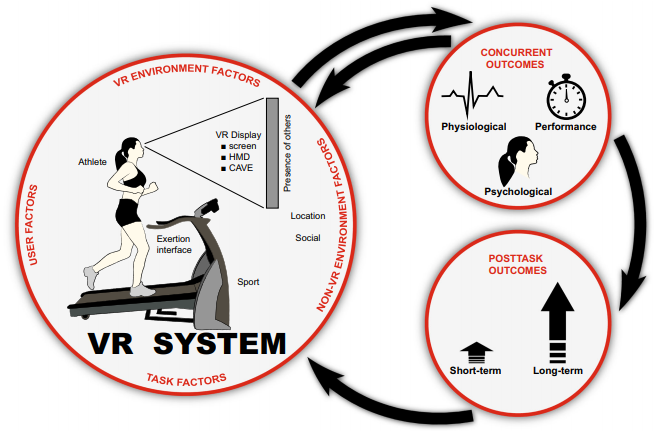 VR ENVIRONMENT FACTORS
USER FACTORS
NON-VR ENVIRONMENT FACTORS
TASK FACTORS
Athlete
VR Display
■ screen
■ HMD
■ CAVE
Presence of others
Location
Social
Exertion
interface
Sport
VR SYSTEM
CONCURRENT
OUTCOMES
Physiological
Performance
Psychological
POSTTASK
OUTCOMES
Short-term
Long-term